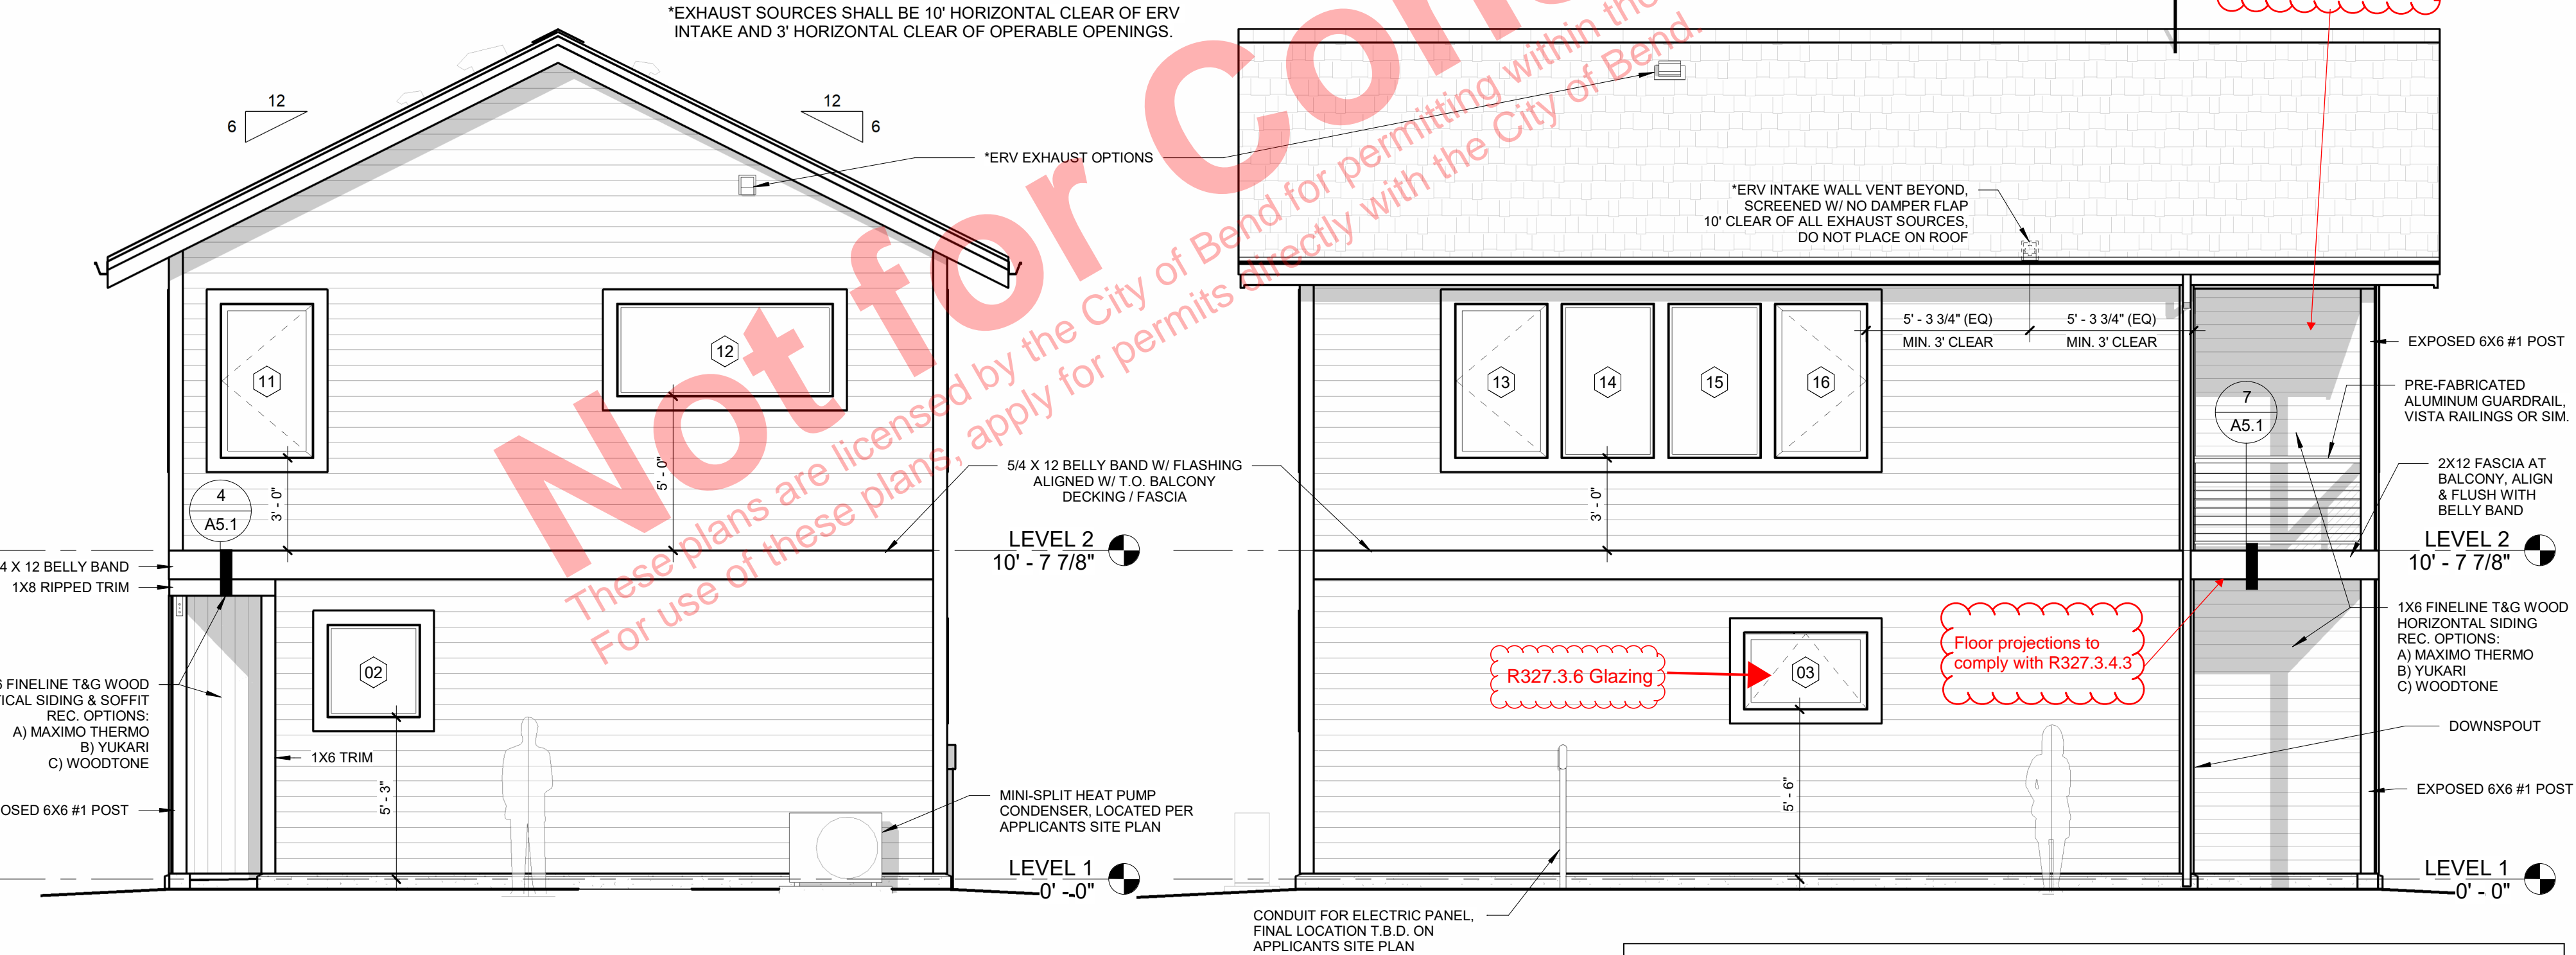 *EXHAUST SOURCES SHALL BE 10' HORIZONTAL CLEAR OF ERV
INTAKE AND 3' HORIZONTAL CLEAR OF OPERABLE OPENINGS.
12
6
12
6
*ERV EXHAUST OPTIONS
*ERV INTAKE WALL VENT BEYOND,
SCREENED W/ NO DAMPER FLAP
10' CLEAR OF ALL EXHAUST SOURCES,
DO NOT PLACE ON ROOF
Not for
These plans are licensed by the City of Bend for permitting within the
For use of these plans, apply for permits directly with the City of Bend.
11
12
13
14
15
16
5' - 3 3/4" (EQ)
MIN. 3' CLEAR
5' - 3 3/4" (EQ)
MIN. 3' CLEAR
EXPOSED 6X6 #1 POST
PRE-FABRICATED
ALUMINUM GUARDRAIL,
VISTA RAILINGS OR SIM.
7
A5.1
4
A5.1
3' - 0"
5' - 0"
3' - 0"
5/4 X 12 BELLY BAND W/ FLASHING
ALIGNED W/ T.O. BALCONY
DECKING / FASCIA
2X12 FASCIA AT
BALCONY, ALIGN
& FLUSH WITH
BELLY BAND
LEVEL 2
10' - 7 7/8"
LEVEL 2
10' - 7 7/8"
4 X 12 BELLY BAND
1X8 RIPPED TRIM
FINELINE T&G WOOD
SIDING & SOFFIT
REC. OPTIONS:
A) MAXIMO THERMO
B) YUKARI
C) WOODTONE
02
03
R327.3.6 Glazing
Floor projections to
comply with R327.3.4.3
1X6 FINELINE T&G WOOD
HORIZONTAL SIDING
REC. OPTIONS:
A) MAXIMO THERMO
B) YUKARI
C) WOODTONE
DOWNSPOUT
1X6 TRIM
5' - 3"
5' - 6"
6X6 #1 POST
MINI-SPLIT HEAT PUMP
CONDENSER, LOCATED PER
APPLICANTS SITE PLAN
EXPOSED 6X6 #1 POST
LEVEL 1
0' - 0"
LEVEL 1
0' - 0"
CONDUIT FOR ELECTRIC PANEL,
FINAL LOCATION T.B.D. ON
APPLICANTS SITE PLAN